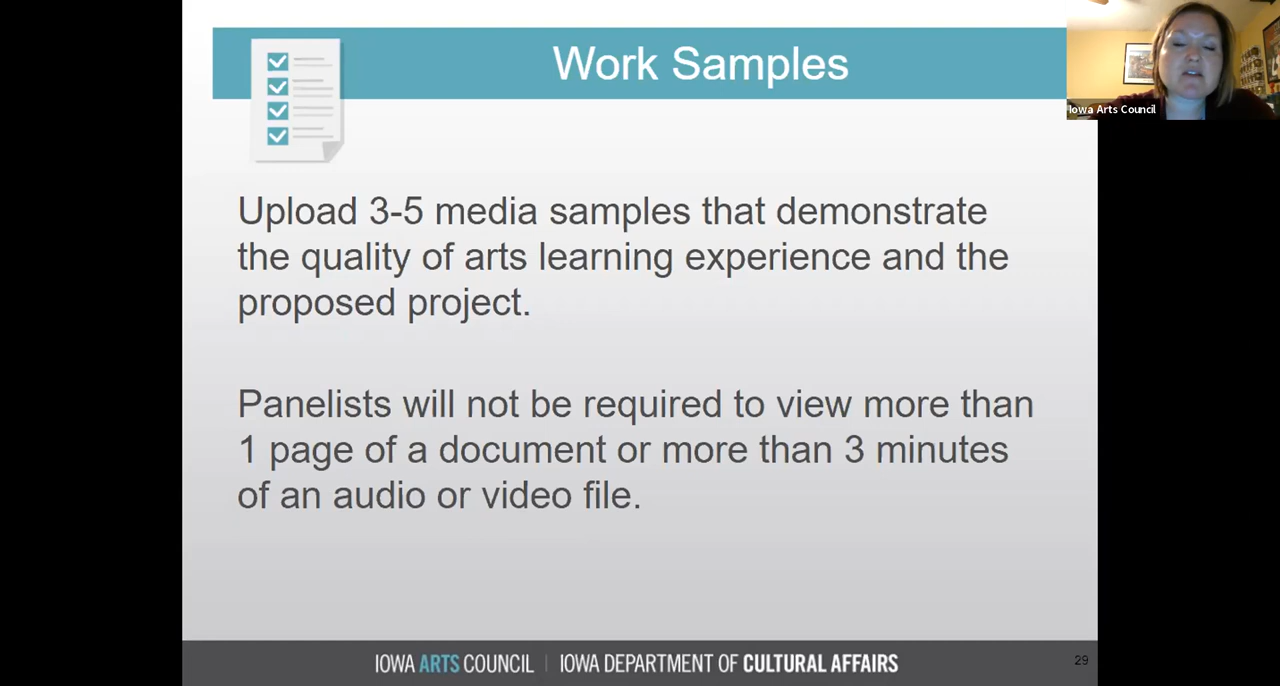 Work Samples
Iowa Arts Council
Upload 3-5 media samples that demonstrate
the quality of arts learning experience and the
proposed project.
Panelists will not be required to view more than
1 page of a document or more than 3 minutes
of an audio or video file.
IOWA ARTS COUNCIL | IOWA DEPARTMENT OF CULTURAL AFFAIRS
29